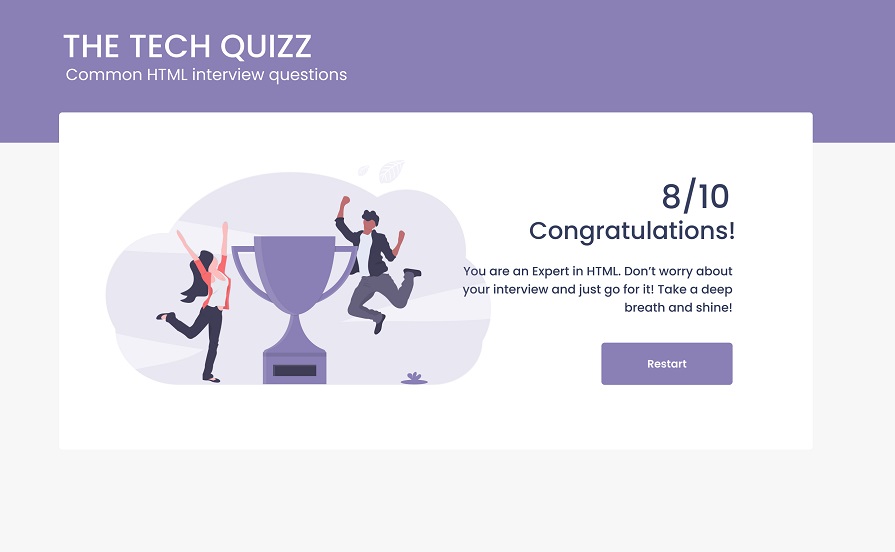 THE TECH QUIZZ
Common HTML interview questions
8/10
Congratulations!
You are an Expert in HTML. Don’t worry about
your interview and just go for it! Take a deep
breath and shine!
Restart